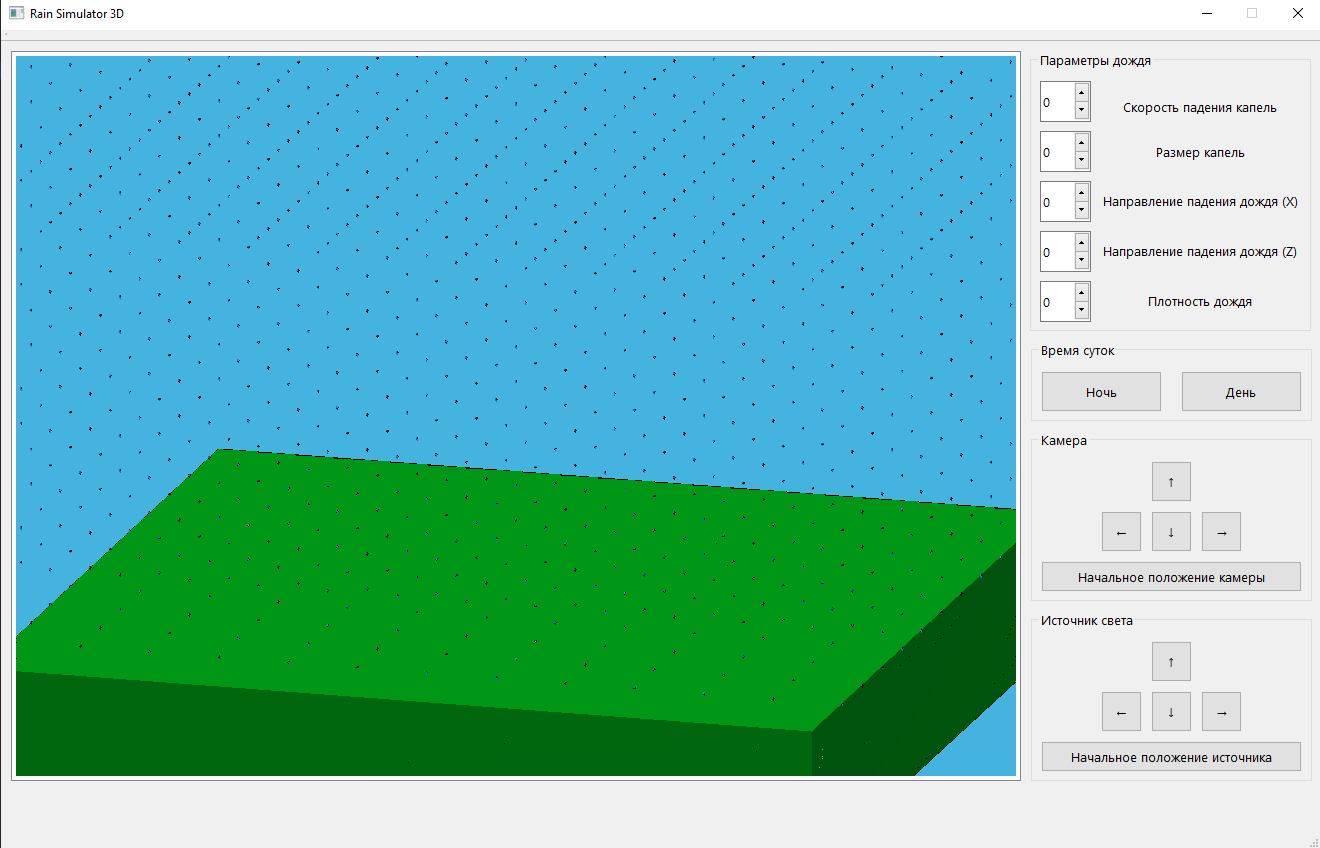 Rain Simulator 3D
Параметры дождя
0 Скорость падения капель
0 Размер капель
0 Направление падения дождя (X)
0 Направление падения дождя (Z)
0 Плотность дождя
Время суток
Ночь День
Камера
↑
← ↓ →
Начальное положение камеры
Источник света
↑
← ↓ →
Начальное положение источника